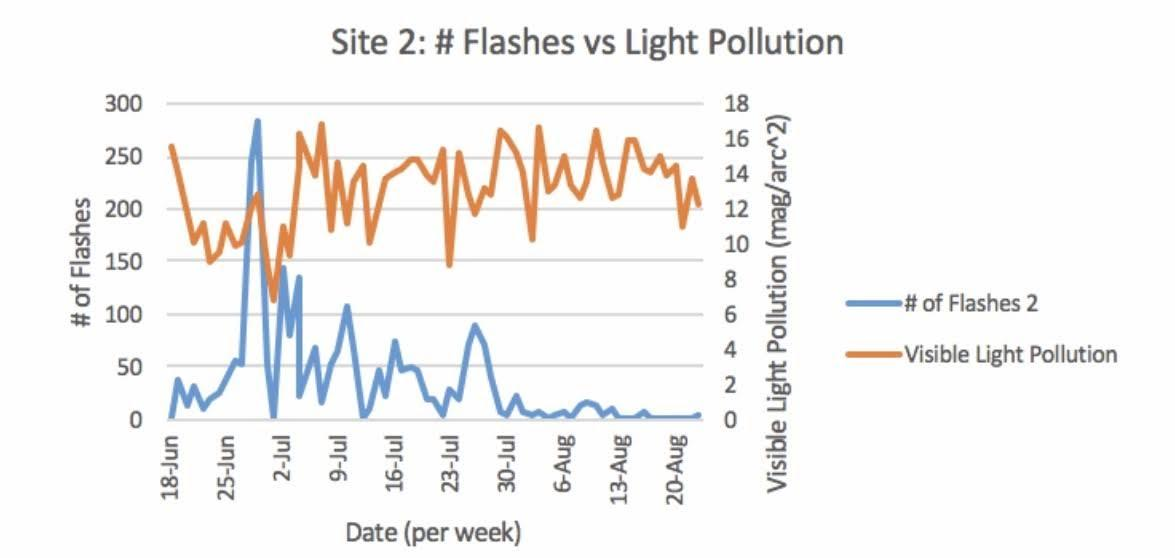 Site 2: # Flashes vs Light Pollution
# of Flashes
300
250
200
150
100
50
0
18
16
14
12
10
8
6
4
2
0
Visible Light Pollution (mag/arc^2)
18-Jun
25-Jun
2-Jul
9-Jul
16-Jul
23-Jul
30-Jul
6-Aug
13-Aug
20-Aug
Date (per week)
# of Flashes 2
Visible Light Pollution